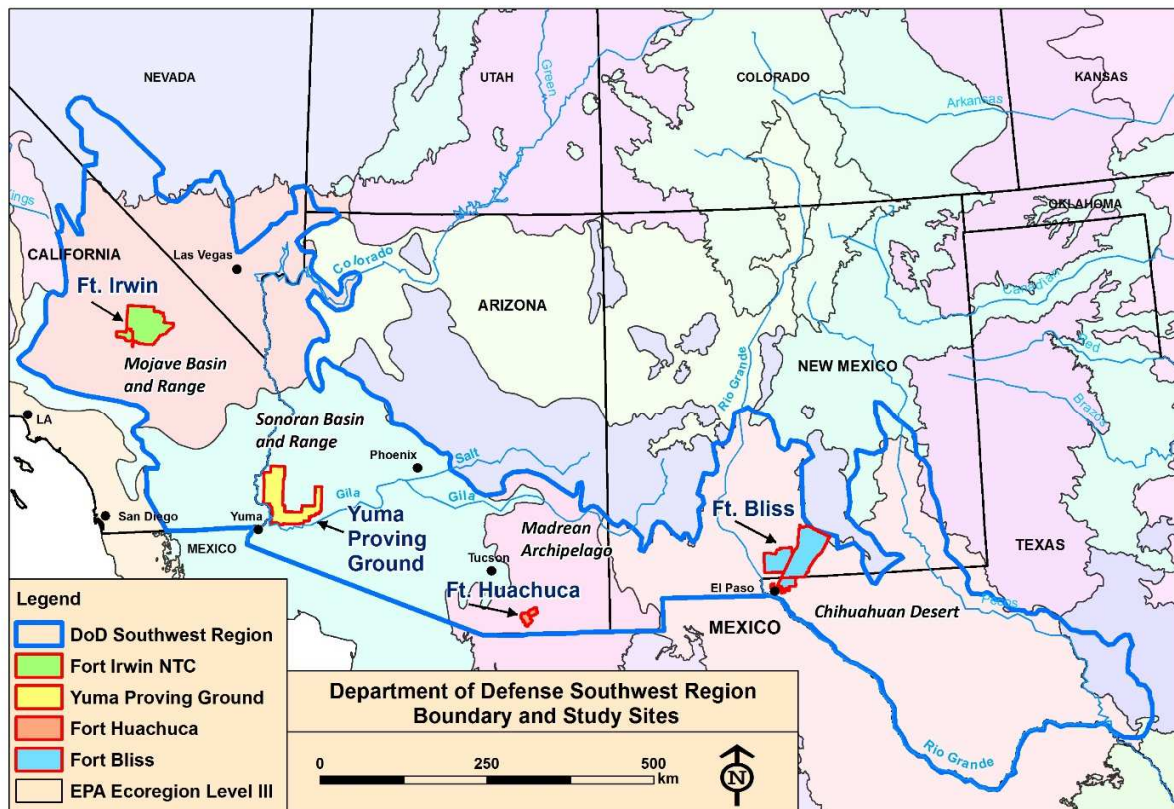 NEVADA
UTAH
COLORADO
KANSAS
Green
Arkansas
Kings
CALIFORNIA
Las Vegas
Colorado
OKLAHOMA
Canadian
Ft. Irwin
ARIZONA
Rio Grande
NEW MEXICO
Red
Mojave Basin
and Range
Brazos
LA
Sonoran Basin
and Range
Phoenix
Salt
Gila
Gila
San Diego
Yuma
MEXICO
Yuma
Proving
Ground
Madrean
Archipelago
Ft. Bliss
TEXAS
Tucson
Ft. Huachuca
El Paso
MEXICO
Chihuahuan Desert
Pecos
Rio Grande
Legend
DoD Southwest Region
Fort Irwin NTC
Yuma Proving Ground
Fort Huachuca
Fort Bliss
EPA Ecoregion Level III
Department of Defense Southwest Region
Boundary and Study Sites
0 250 500
km
N